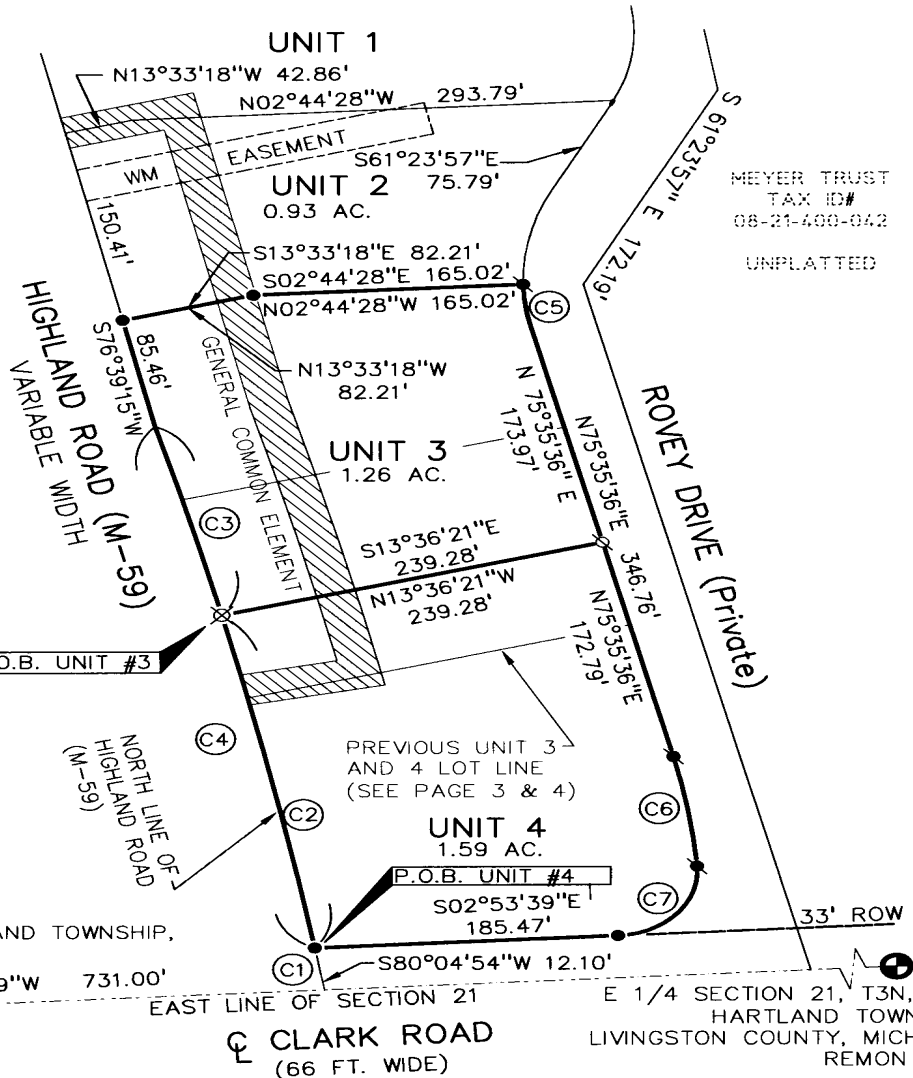 UNIT 1
N13°33'18"W 42.86'
N02°44'28"W 293.79'
WM EASEMENT
S61°23'57"E
75.79'
UNIT 2
0.93 AC.
S 61°23'57" E 172.19'
MEYER TRUST
TAX ID#
08-21-400-042
UNPLATTED
150.41'
S13°33'18"E 82.21'
S02°44'28"E 165.02'
N02°44'28"W 165.02'
C5
HIGHLAND ROAD (M-59)
VARIABLE WIDTH
S76°39'15"W
85.46'
GENERAL COMMON ELEMENT
N13°33'18"W
82.21'
N 75°35'36" E
173.97'
N75°35'36"E 346.76'
ROVEY DRIVE (Private)
UNIT 3
1.26 AC.
C3
S13°36'21"E
239.28'
N13°36'21"W
239.28'
O.B. UNIT #3
N75°35'36"E
172.79'
C4
NORTH LINE OF
HIGHLAND ROAD
(M-59)
PREVIOUS UNIT 3
AND 4 LOT LINE
(SEE PAGE 3 & 4)
C2
C6
UNIT 4
1.59 AC.
P.O.B. UNIT #4
S02°53'39"E
185.47'
C7
33' ROW
AND TOWNSHIP,
9"W 731.00'
C1
S80°04'54"W 12.10'
EAST LINE OF SECTION 21
℄ CLARK ROAD
(66 FT. WIDE)
E 1/4 SECTION 21, T3N,
HARTLAND TOWN
LIVINGSTON COUNTY, MICH
REMON